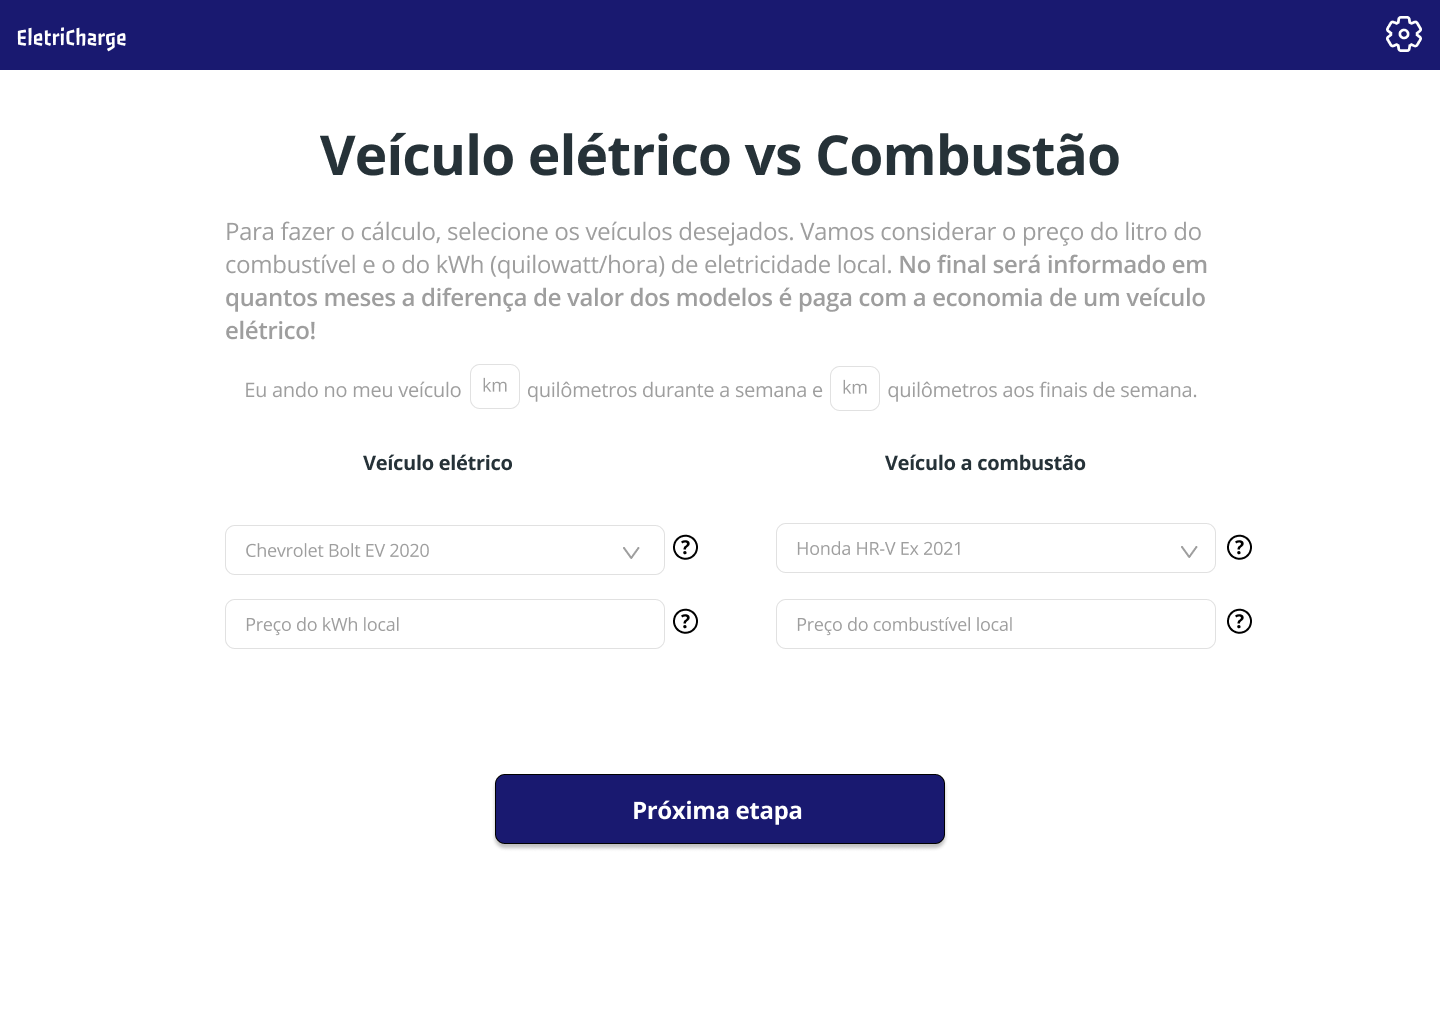 EletriCharge
Veículo elétrico vs Combustão
Para fazer o cálculo, selecione os veículos desejados. Vamos considerar o preço do litro do
combustível e o do kWh (quilowatt/hora) de eletricidade local. No final será informado em
quantos meses a diferença de valor dos modelos é paga com a economia de um veículo
elétrico!
Eu ando no meu veículo km quilômetros durante a semana e km quilômetros aos finais de semana.
Veículo elétrico
Veículo a combustão
Chevrolet Bolt EV 2020 ?
Honda HR-V Ex 2021 ?
Preço do kWh local ?
Preço do combustível local ?
Próxima etapa